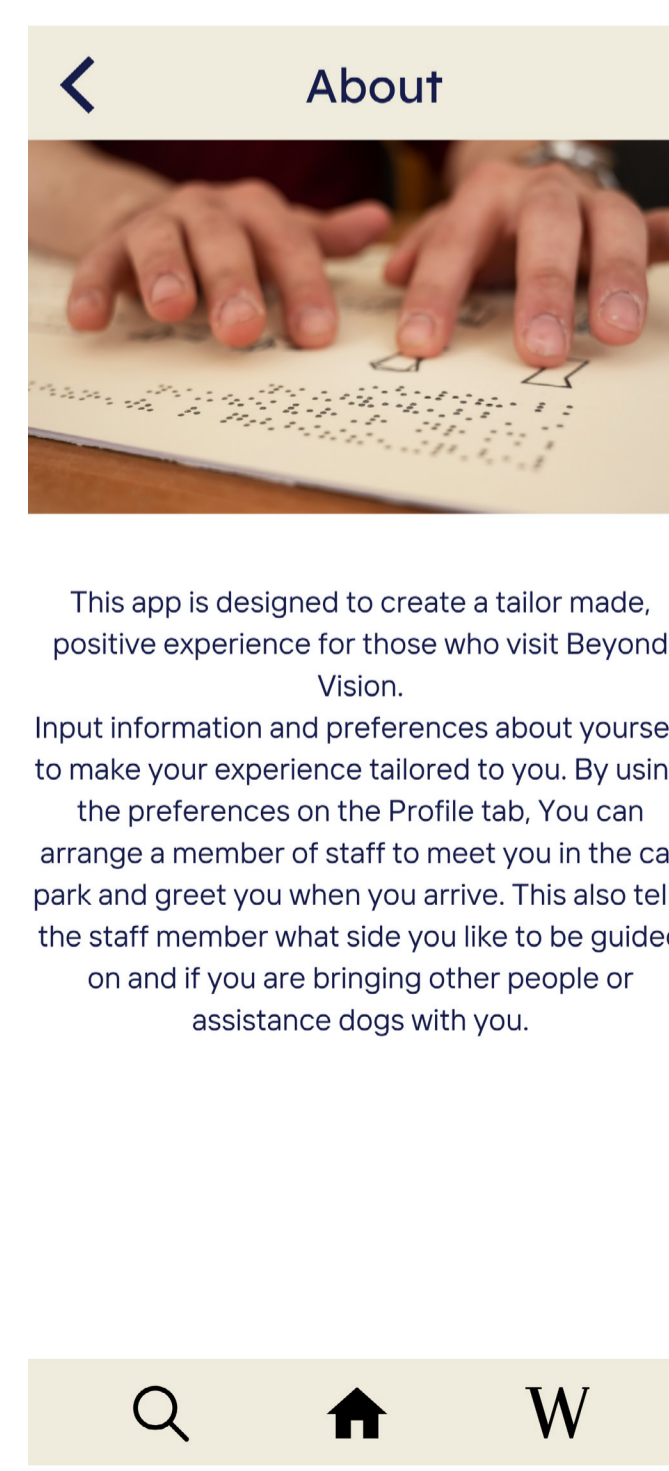 About
This app is designed to create a tailor made,
positive experience for those who visit Beyond
Vision.
Input information and preferences about yourse
to make your experience tailored to you. By usin
the preferences on the Profile tab, You can
arrange a member of staff to meet you in the ca
park and greet you when you arrive. This also tel
the staff member what side you like to be guide
on and if you are bringing other people or
assistance dogs with you.
W